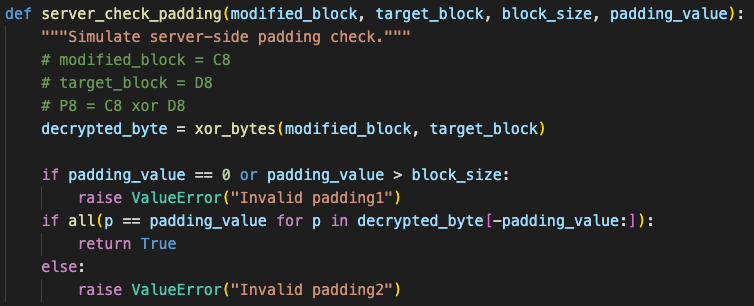 def server_check_padding(modified_block, target_block, block_size, padding_value):
    """Simulate server-side padding check."""
    # modified_block = C8
    # target_block = D8
    # P8 = C8 xor D8
    decrypted_byte = xor_bytes(modified_block, target_block)

    if padding_value == 0 or padding_value > block_size:
        raise ValueError("Invalid padding1")
    if all(p == padding_value for p in decrypted_byte[-padding_value:]):
        return True
    else:
        raise ValueError("Invalid padding2")